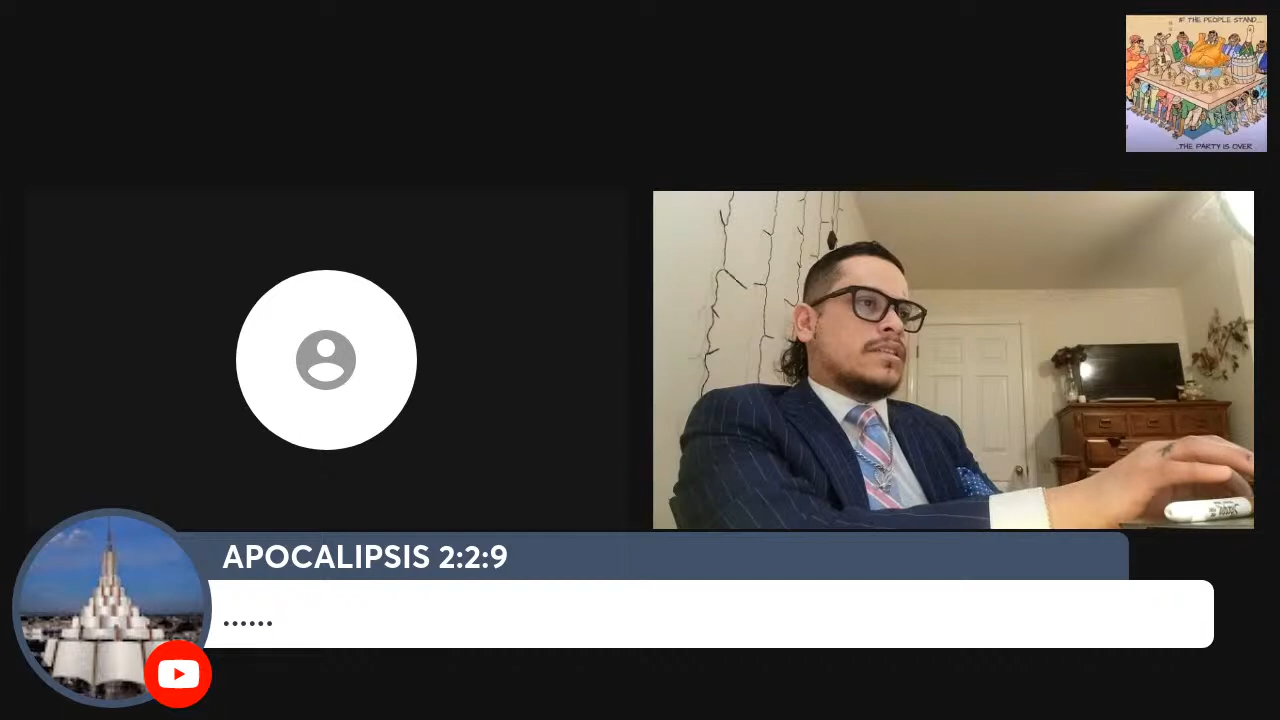 IF THE PEOPLE STAND...
...THE PARTY IS OVER
APOCALIPSIS 2:2:9
......